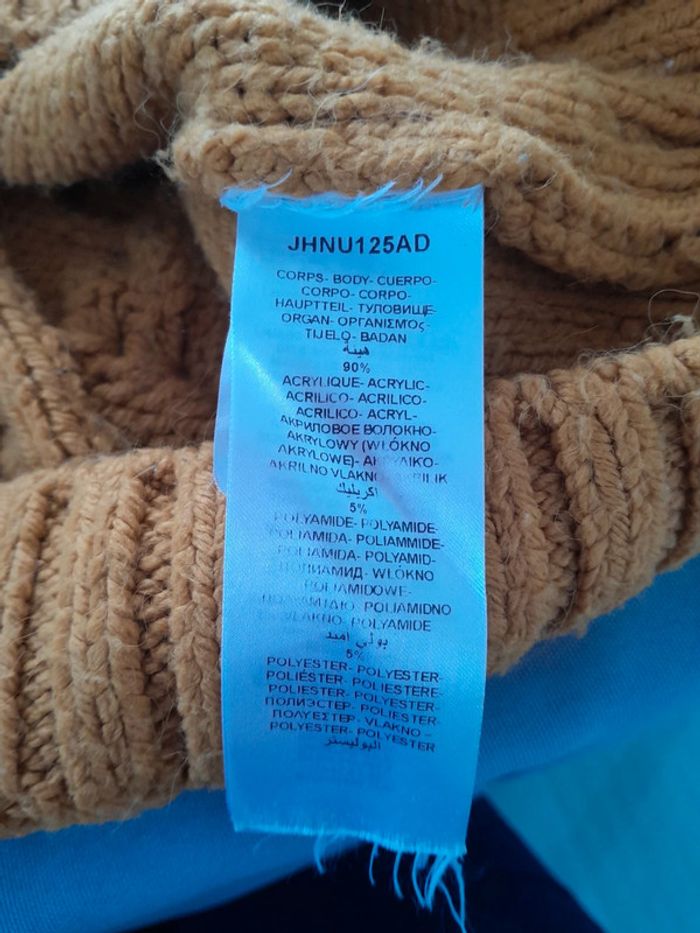 JHNU125AD
CORPS- BODY- CUERPO-
CORPO- CORPO-
HAUPTTEIL- ТУЛОВИЩЕ-
ORGAN- ΟΡΓΑΝΙΣΜΟς-
TIJELO- BADAN
هيئة
90%
ACRYLIQUE- ACRYLIC-
ACRILICO- ACRILICO-
ACRILICO- ACRYL-
АКРИЛОВОЕ ВОЛОКНО-
AKRYLOWY (WŁÓKNO
AKRYLOWE)- ΑΚΡΥΛΙΚΟ-
AKRILNO VLAKNO- AKRILIK
اكريليك
5%
POLYAMIDE- POLYAMIDE-
POLIAMIDA- POLIAMMIDE-
POLIAMIDA- POLYAMID-
ПОЛИАМИД- WŁÓKNO
POLIAMIDOWE-
ΠΟΛΥΑΜΙΔΙΟ- POLIAMIDNO
VLAKNO- POLYAMIDE
بولي اميد
5%
POLYESTER- POLYESTER-
POLIÉSTER- POLIESTERE-
POLIESTER- POLYESTER-
ПОЛИЭСТЕР- POLIESTER-
ΠΟΛΥΕΣΤΕΡ- VLAKNO –
POLYESTER- POLYESTER
البوليستر